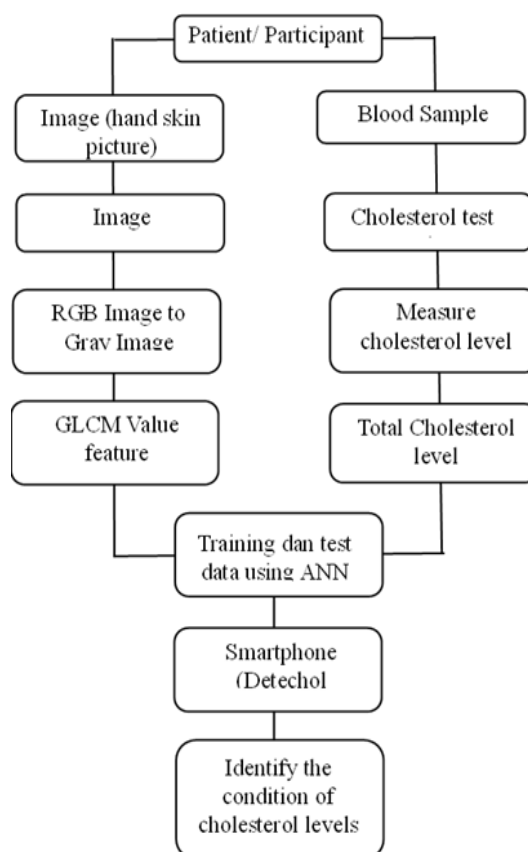 Patient/ Participant
Image (hand skin
picture)
Image
RGB Image to
Gray Image
GLCM Value
feature
Blood Sample
Cholesterol test
Measure
cholesterol level
Total Cholesterol
level
Training dan test
data using ANN
Smartphone
(Detechol
Identify the
condition of
cholesterol levels